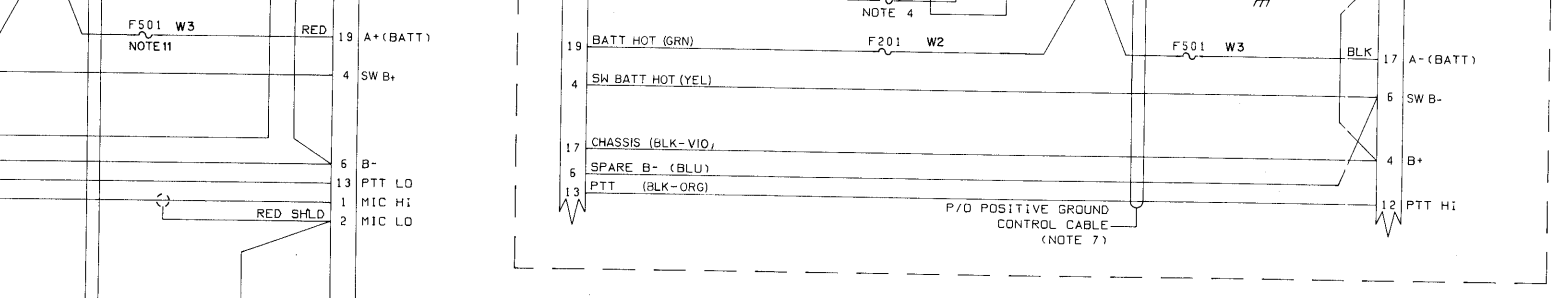 NOTE 4
F501 W3
NOTE 11
RED
19 A+(BATT)
4 SW B+
6 B-
13 PTT LO
1 MIC Hi
RED SHLD
2 MIC LO
19 BATT HOT (GRN)
F201 W2
F501 W3
BLK
17 A-(BATT)
4 SW BATT HOT (YEL)
6 SW B-
17 CHASSIS (BLK-VIO)
4 B+
6 SPARE B- (BLU)
13 PTT (BLK-ORG)
12 PTT Hi
P/O POSITIVE GROUND
CONTROL CABLE
(NOTE 7)